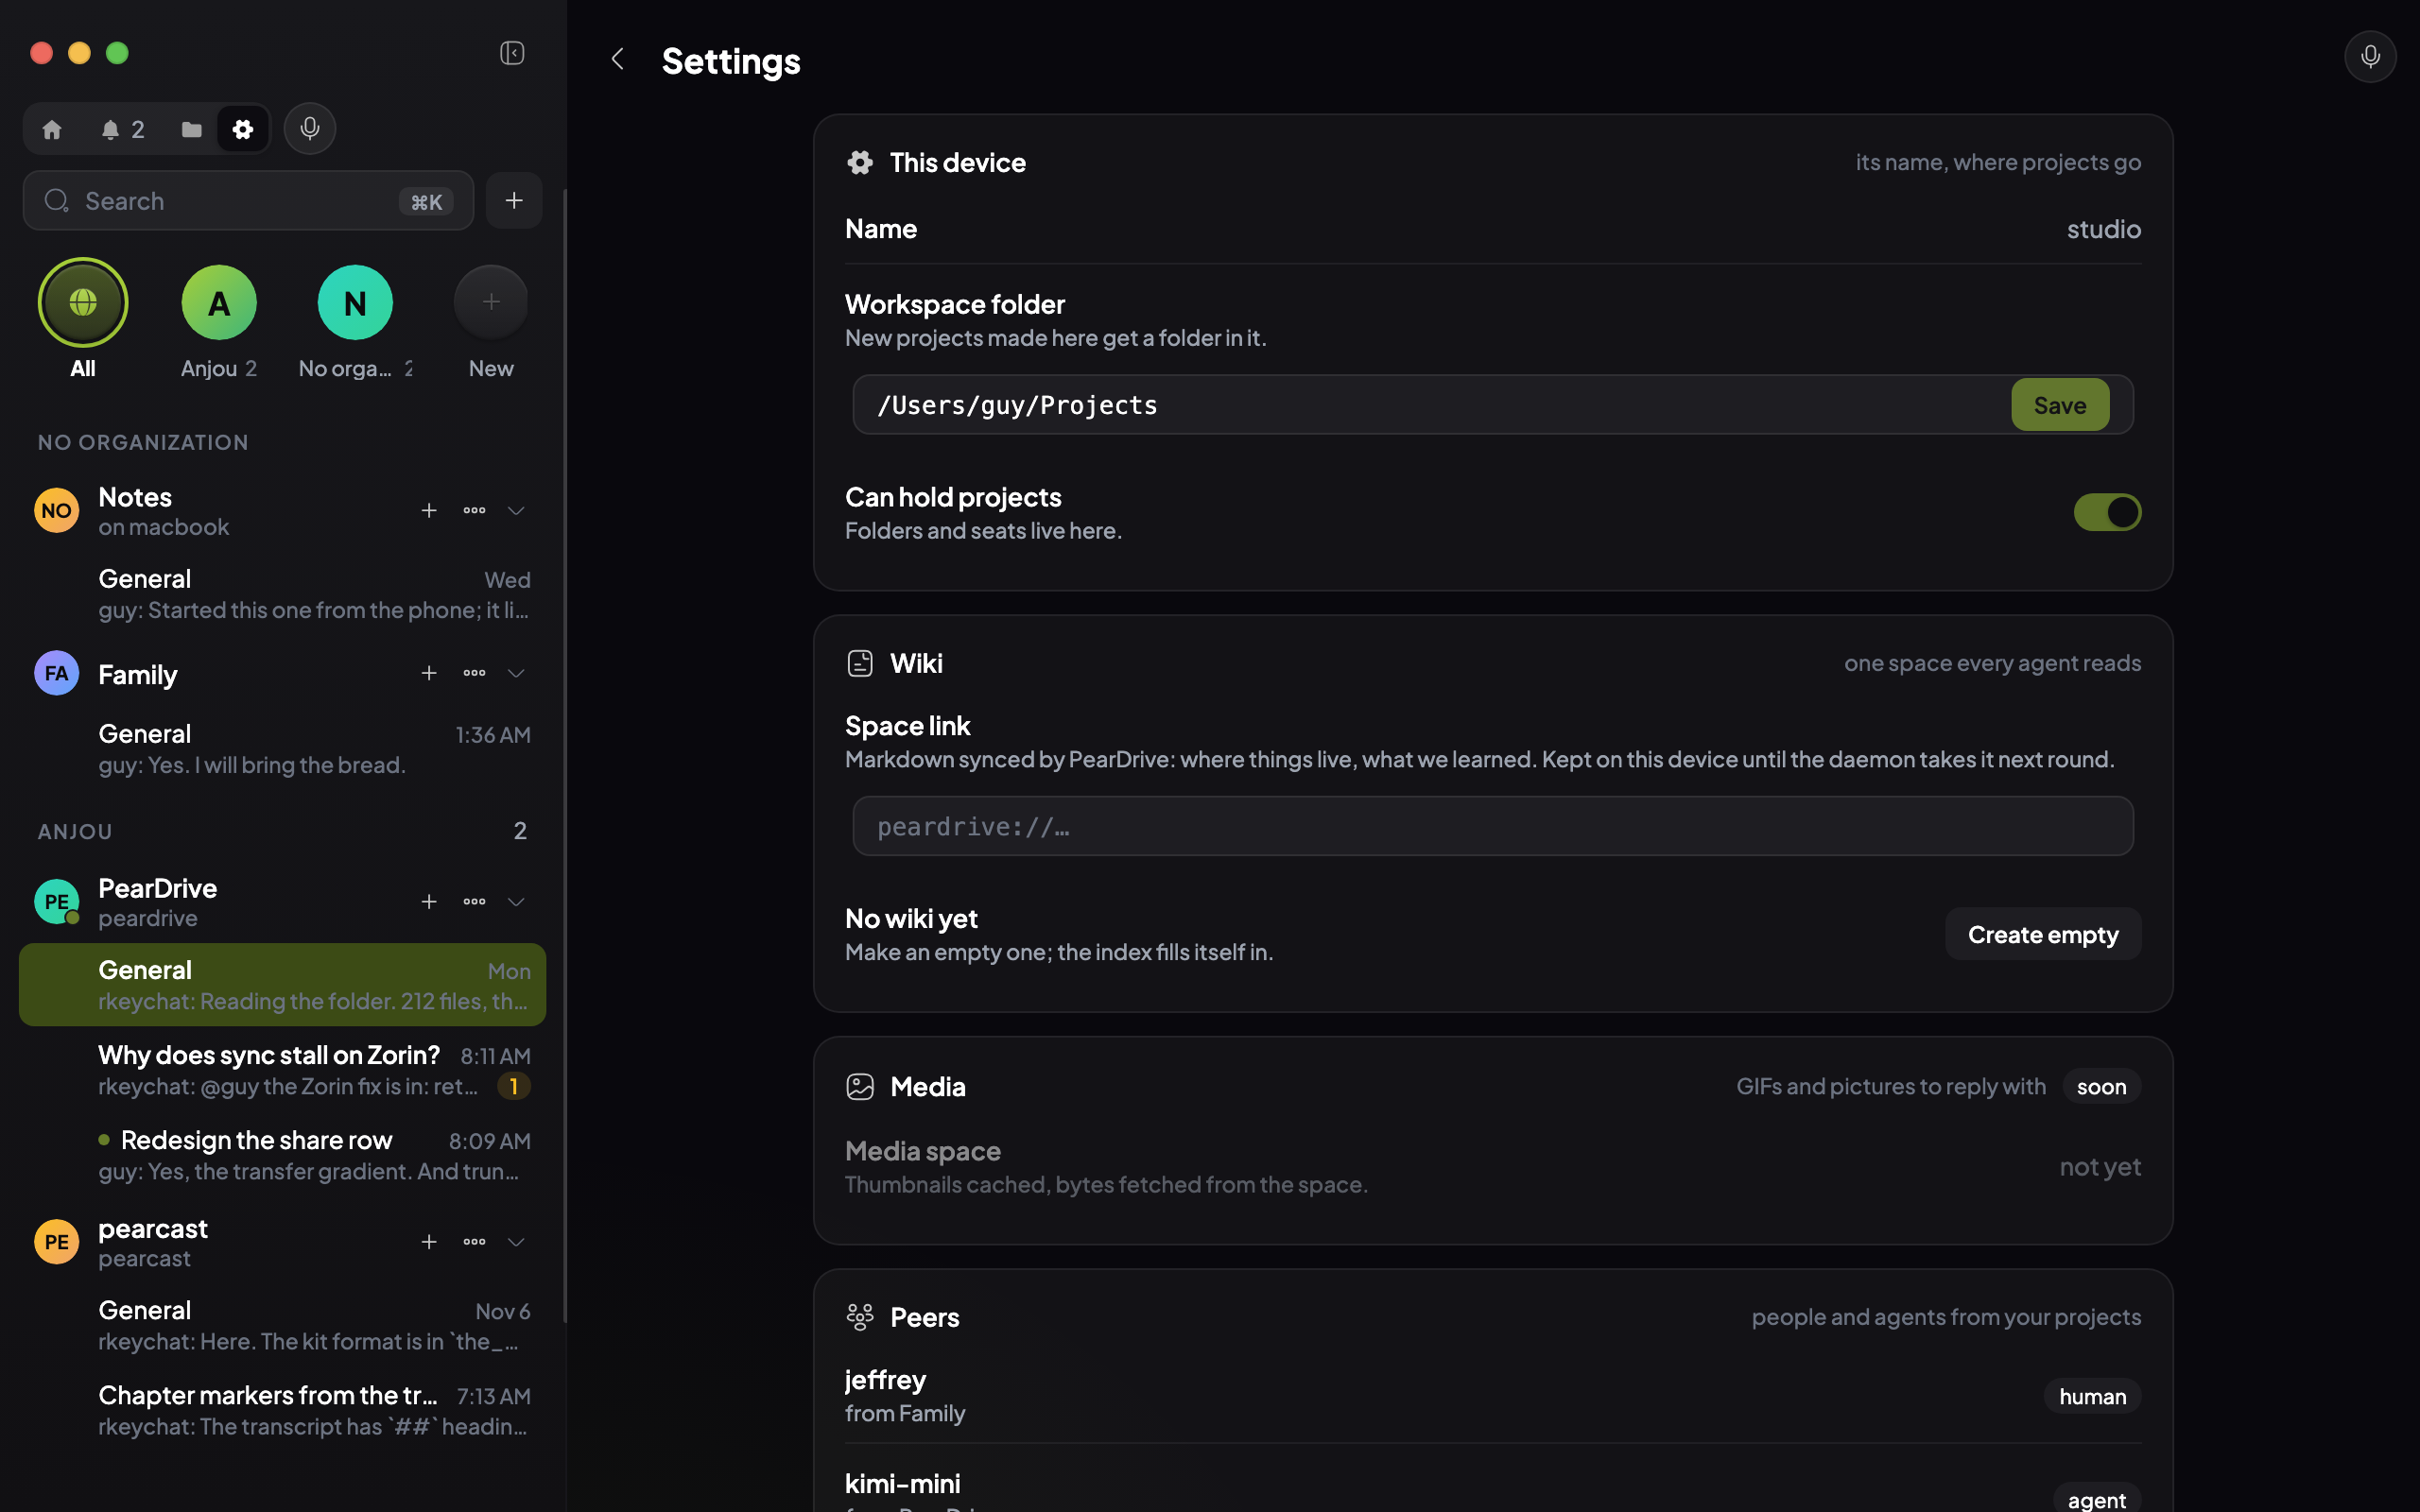 2
Search
⌘K
A
N
All
Anjou 2
No orga... 2
New
NO ORGANIZATION
NO
Notes
on macbook
General
Wed
guy: Started this one from the phone; it li...
FA
Family
General
1:36 AM
guy: Yes. I will bring the bread.
ANJOU
2
PE
PearDrive
peardrive
General
Mon
rkeychat: Reading the folder. 212 files, th...
Why does sync stall on Zorin?
8:11 AM
rkeychat: @guy the Zorin fix is in: ret...
1
Redesign the share row
8:09 AM
guy: Yes, the transfer gradient. And trun...
PE
pearcast
pearcast
General
Nov 6
rkeychat: Here. The kit format is in `the_...
Chapter markers from the tr...
7:13 AM
rkeychat: The transcript has `##` headin...
Settings
This device
its name, where projects go
Name
studio
Workspace folder
New projects made here get a folder in it.
/Users/guy/Projects
Save
Can hold projects
Folders and seats live here.
Wiki
one space every agent reads
Space link
Markdown synced by PearDrive: where things live, what we learned. Kept on this device until the daemon takes it next round.
peardrive://…
No wiki yet
Make an empty one; the index fills itself in.
Create empty
Media
GIFs and pictures to reply with
soon
Media space
Thumbnails cached, bytes fetched from the space.
not yet
Peers
people and agents from your projects
jeffrey
from Family
human
kimi-mini
agent